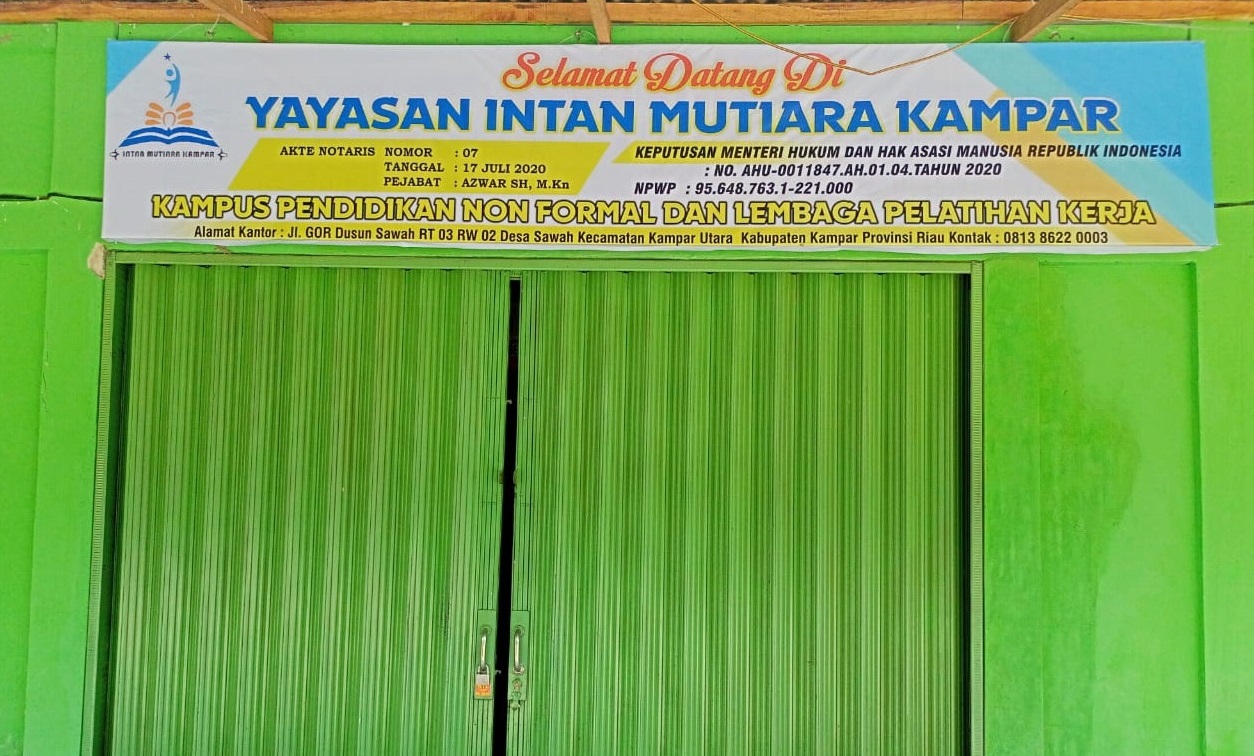 Selamat Datang Di
YAYASAN INTAN MUTIARA KAMPAR
INTAN MUTIARA KAMPAR
AKTE NOTARIS NOMOR : 07
TANGGAL : 17 JULI 2020
PEJABAT : AZWAR SH, M.Kn
KEPUTUSAN MENTERI HUKUM DAN HAK ASASI MANUSIA REPUBLIK INDONESIA
: NO. AHU-0011847.AH.01.04.TAHUN 2020
NPWP : 95.648.763.1-221.000
KAMPUS PENDIDIKAN NON FORMAL DAN LEMBAGA PELATIHAN KERJA
Alamat Kantor : Jl. GOR Dusun Sawah RT 03 RW 02 Desa Sawah Kecamatan Kampar Utara Kabupaten Kampar Provinsi Riau Kontak : 0813 8622 0003